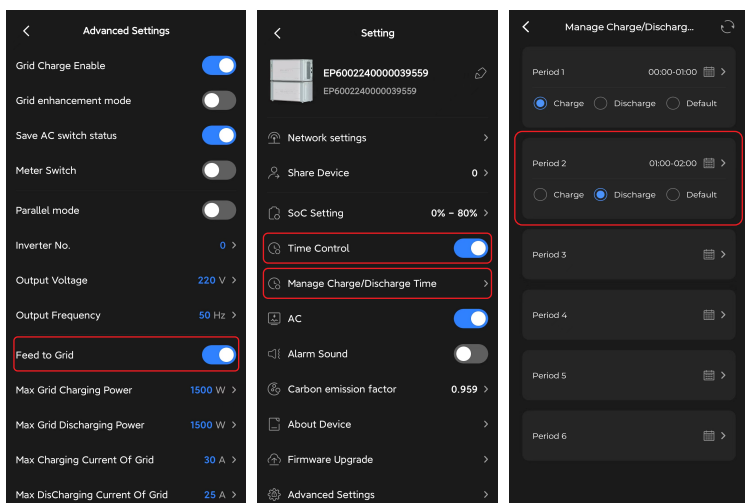 Advanced Settings
Grid Charge Enable
Grid enhancement mode
Save AC switch status
Meter Switch
Parallel mode
Inverter No. 0
Output Voltage 220 V
Output Frequency 50 Hz
Feed to Grid
Max Grid Charging Power 1500 W
Max Grid Discharging Power 1500 W
Max Charging Current Of Grid 30 A
Max DisCharging Current Of Grid 25 A
Setting
EP6002240000039559
EP6002240000039559
Network settings
Share Device 0
SoC Setting 0% ~ 80%
Time Control
Manage Charge/Discharge Time
AC
Alarm Sound
Carbon emission factor 0.959
About Device
Firmware Upgrade
Advanced Settings
Manage Charge/Discharg...
Period 1 00:00-01:00
Charge Discharge Default
Period 2 01:00-02:00
Charge Discharge Default
Period 3
Period 4
Period 5
Period 6